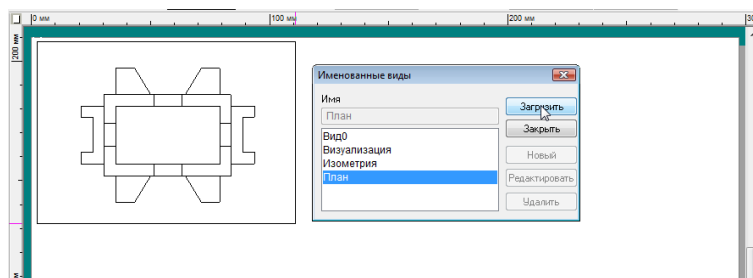 0 мм
100 мм
200 мм
200 мм
Именованные виды
Имя
План
Вид0
Визуализация
Изометрия
План
Загрузить
Закрыть
Новый
Редактировать
Удалить